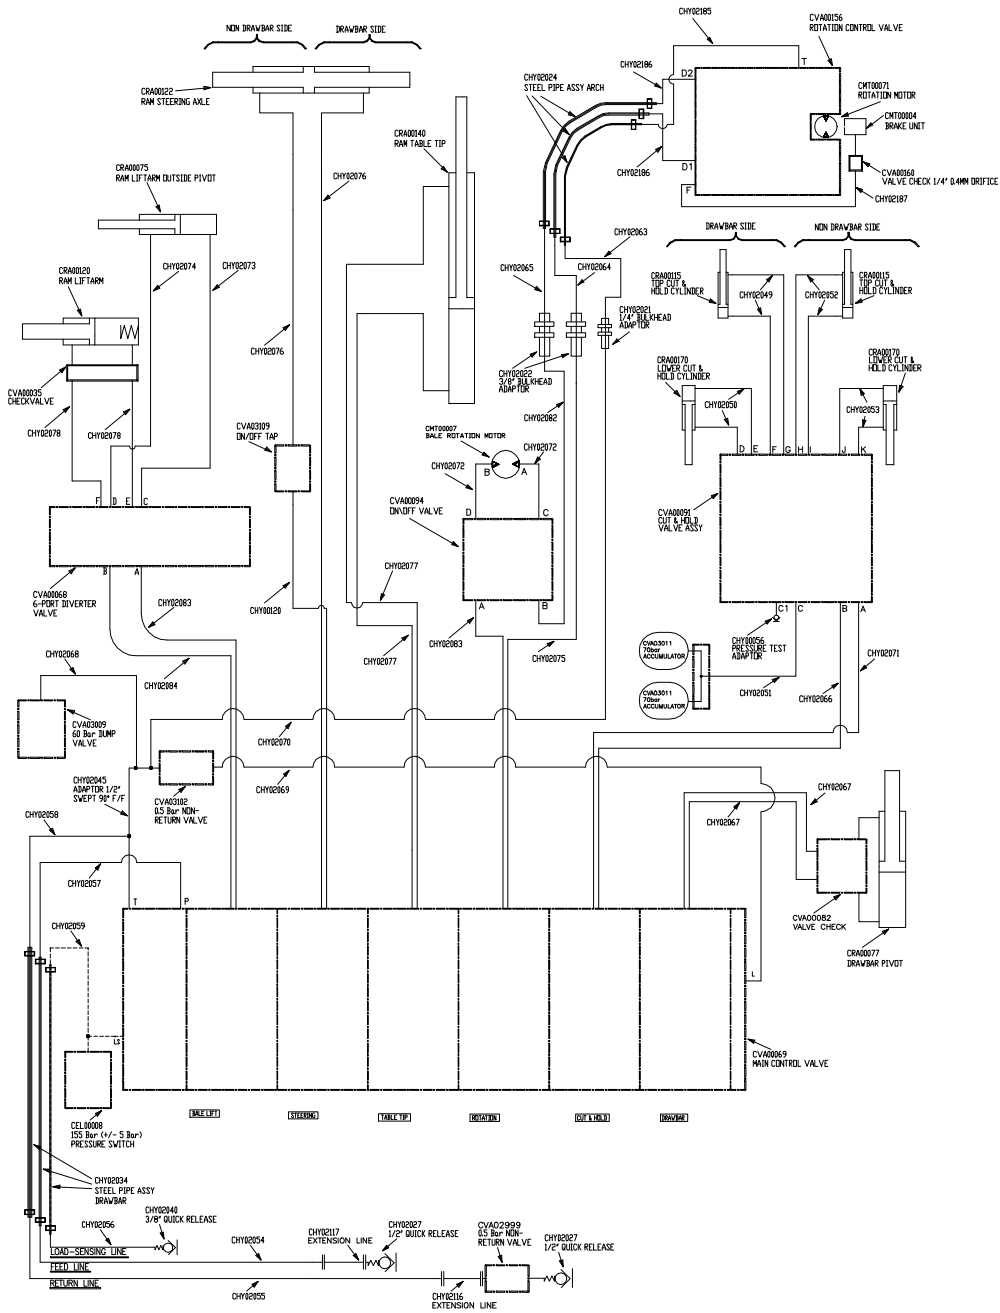 NON DRAWBAR SIDE
DRAWBAR SIDE
CRA00122
RAM STEERING AXLE
CRA00140
RAM TABLE TIP
CHY02076
CRA00075
RAM LIFTARM OUTSIDE PIVOT
CHY02074
CHY02073
CRA00120
RAM LIFTARM
CVA00035
CHECKVALVE
CHY02078
CHY02078
CHY02076
CVA03109
ON/OFF TAP
F
D
E
C
B
A
CVA00068
6-PORT DIVERTER
VALVE
CHY02083
CHY02084
CHY00120
CHY02077
CHY02077
CHY02185
CVA00156
ROTATION CONTROL VALVE
CHY02186
CHY02024
STEEL PIPE ASSY ARCH
D2
T
CMT00071
ROTATION MOTOR
CMT00004
BRAKE UNIT
D1
F
CHY02186
CVA00160
VALVE CHECK 1/4" 0.4MM ORIFICE
CHY02187
CHY02063
CHY02065
CHY02064
CHY02021
1/4" BULKHEAD
ADAPTOR
CHY02022
3/8" BULKHEAD
ADAPTOR
CHY02082
CMT00007
BALE ROTATION MOTOR
CHY02072
CHY02072
B
A
CVA00094
ON\OFF VALVE
D
C
A
B
CHY02083
CHY02075
DRAWBAR SIDE
NON DRAWBAR SIDE
CRA00115
TOP CUT &
HOLD CYLINDER
CHY02049
CHY02052
CRA00115
TOP CUT &
HOLD CYLINDER
CRA00170
LOWER CUT &
HOLD CYLINDER
CHY02050
CHY02053
CRA00170
LOWER CUT &
HOLD CYLINDER
D
E
F
G
H
I
J
K
CVA00091
CUT & HOLD
VALVE ASSY
C1
C
B
A
CHY00056
PRESSURE TEST
ADAPTOR
CVA03011
70bar
ACCUMULATOR
CVA03011
70bar
ACCUMULATOR
CHY02051
CHY02066
CHY02071
CHY02068
CVA03009
60 Bar DUMP
VALVE
CHY02070
CHY02069
CVA03102
0.5 Bar NON-
RETURN VALVE
CHY02045
ADAPTOR 1/2"
SWEPT 90° F/F
CHY02058
CHY02057
CHY02067
CHY02067
CVA00082
VALVE CHECK
CRA00077
DRAWBAR PIVOT
T
P
L
LS
CHY02059
CVA00069
MAIN CONTROL VALVE
CEL00008
155 Bar (+/- 5 Bar)
PRESSURE SWITCH
BALE LIFT
STEERING
TABLE TIP
ROTATION
CUT & HOLD
DRAWBAR
CHY02034
STEEL PIPE ASSY
DRAWBAR
CHY02056
CHY02040
3/8" QUICK RELEASE
LOAD-SENSING LINE
FEED LINE
RETURN LINE
CHY02054
CHY02117
EXTENSION LINE
CHY02027
1/2" QUICK RELEASE
CVA02999
0.5 Bar NON-
RETURN VALVE
CHY02027
1/2" QUICK RELEASE
CHY02055
CHY02116
EXTENSION LINE